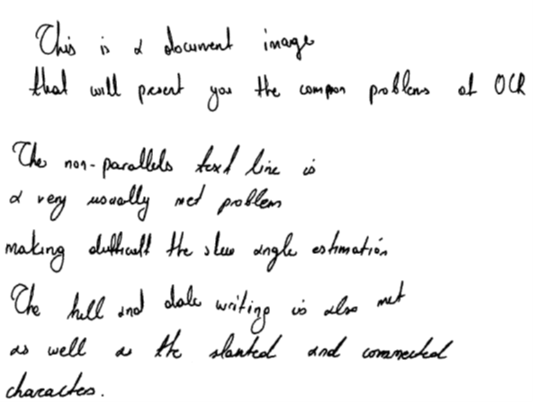 This is a document image
that will present you the common problems of OCR
The non-parallels text line is
a very usually met problem
making difficult the skew angle estimation
The hill and dale writing is also met
as well as the slanted and connected
characters.